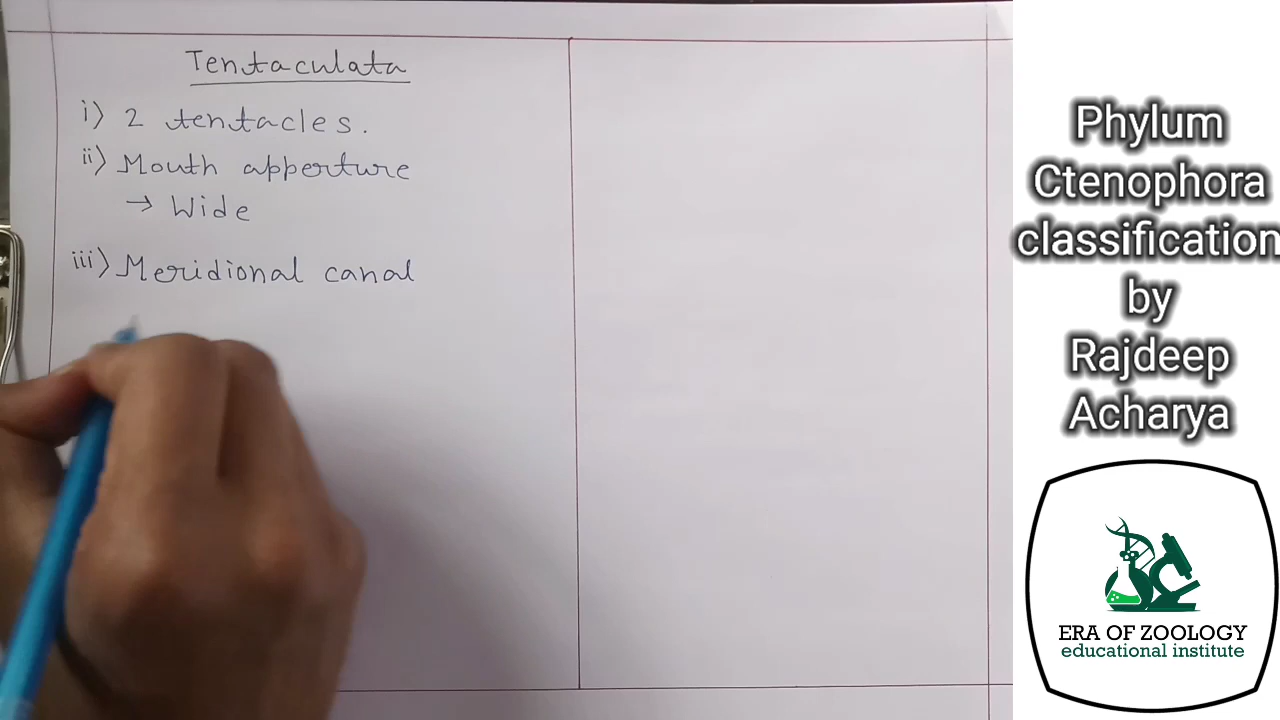 Tentaculata
i) 2 tentacles.
ii) Mouth apperture
→ Wide
iii) Meridional canal
Phylum
Ctenophora
classification
by
Rajdeep
Acharya
ERA OF ZOOLOGY
educational institute